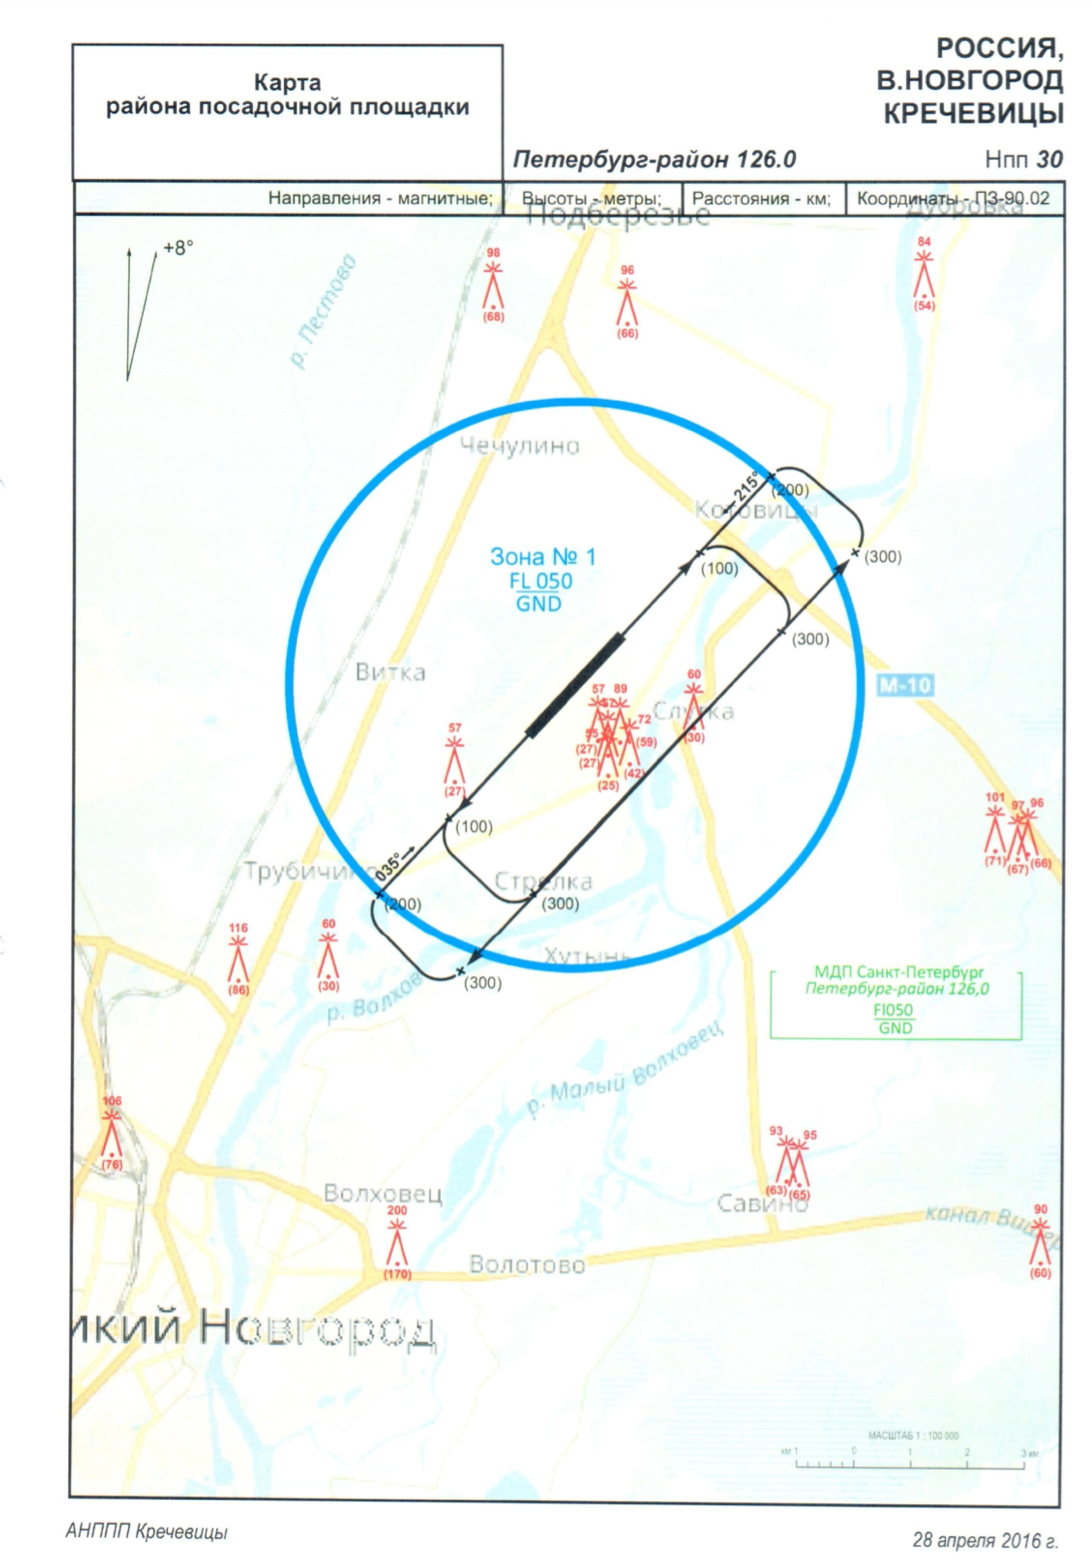 Карта
района посадочной площадки
РОССИЯ,
В.НОВГОРОД
КРЕЧЕВИЦЫ
Петербург-район 126.0
Нпп 30
Направления - магнитные;
Высоты - метры;
Расстояния - км;
Координаты - ПЗ-90.02
Подберезье
Дубровка
+8°
р. Пестова
98
(68)
96
(66)
84
(54)
Чечулино
215°
(200)
Котовицы
(100)
(300)
(300)
Зона № 1
FL 050
GND
Витка
М-10
57
(27)
57
89
57
72
55
(59)
(27)
(27)
(42)
(25)
60
(30)
Слутка
101
97
96
(71)
(67)
(66)
(100)
035°
Трубичино
(200)
Стрелка
(300)
116
(86)
60
(30)
Хутынь
(300)
р. Волхов
МДП Санкт-Петербург
Петербург-район 126,0
Fl050
GND
р. Малый Волховец
106
(76)
93
95
(63)
(65)
Савино
Волховец
200
(170)
Волотово
канал Вишер
90
(60)
икий Новгород
МАСШТАБ 1 : 100 000
км 1 0 1 2 3 км
АНППП Кречевицы
28 апреля 2016 г.